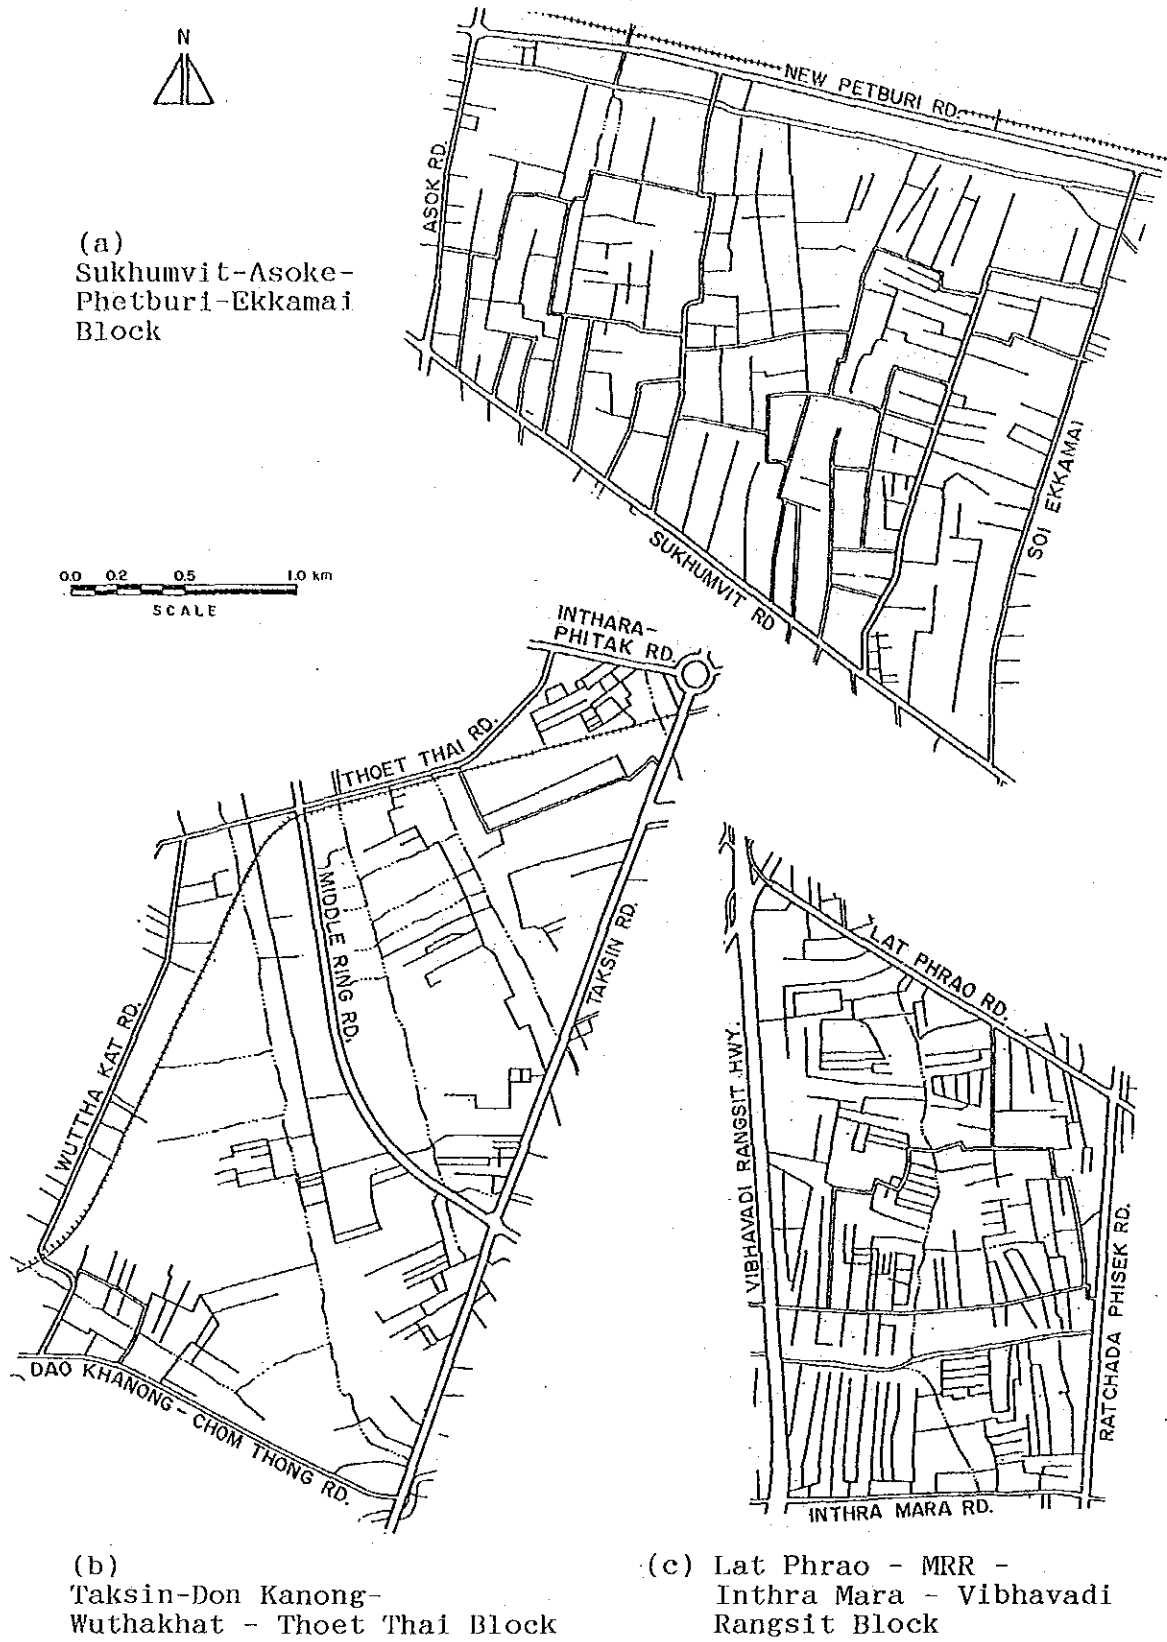 N
NEW PETBURI RD.
ASOK RD.
(a)
Sukhumvit-Asoke-
Phetburi-Ekkamai
Block
SOI EKKAMAI
SUKHUMVIT RD
0.0 0.2 0.5 1.0 km
SCALE
INTHARA-
PHITAK RD.
THOET THAI RD.
MIDDLE RING RD.
TAKSIN RD.
WUTTHA KAT RD.
DAO KHANONG - CHOM THONG RD.
LAT PHRAO RD.
VIBHAVADI RANGSIT HWY.
RATCHADA PHISEK RD.
INTHRA MARA RD.
(b)
Taksin-Don Kanong-
Wuthakhat - Thoet Thai Block
(c) Lat Phrao - MRR -
Inthra Mara - Vibhavadi
Rangsit Block